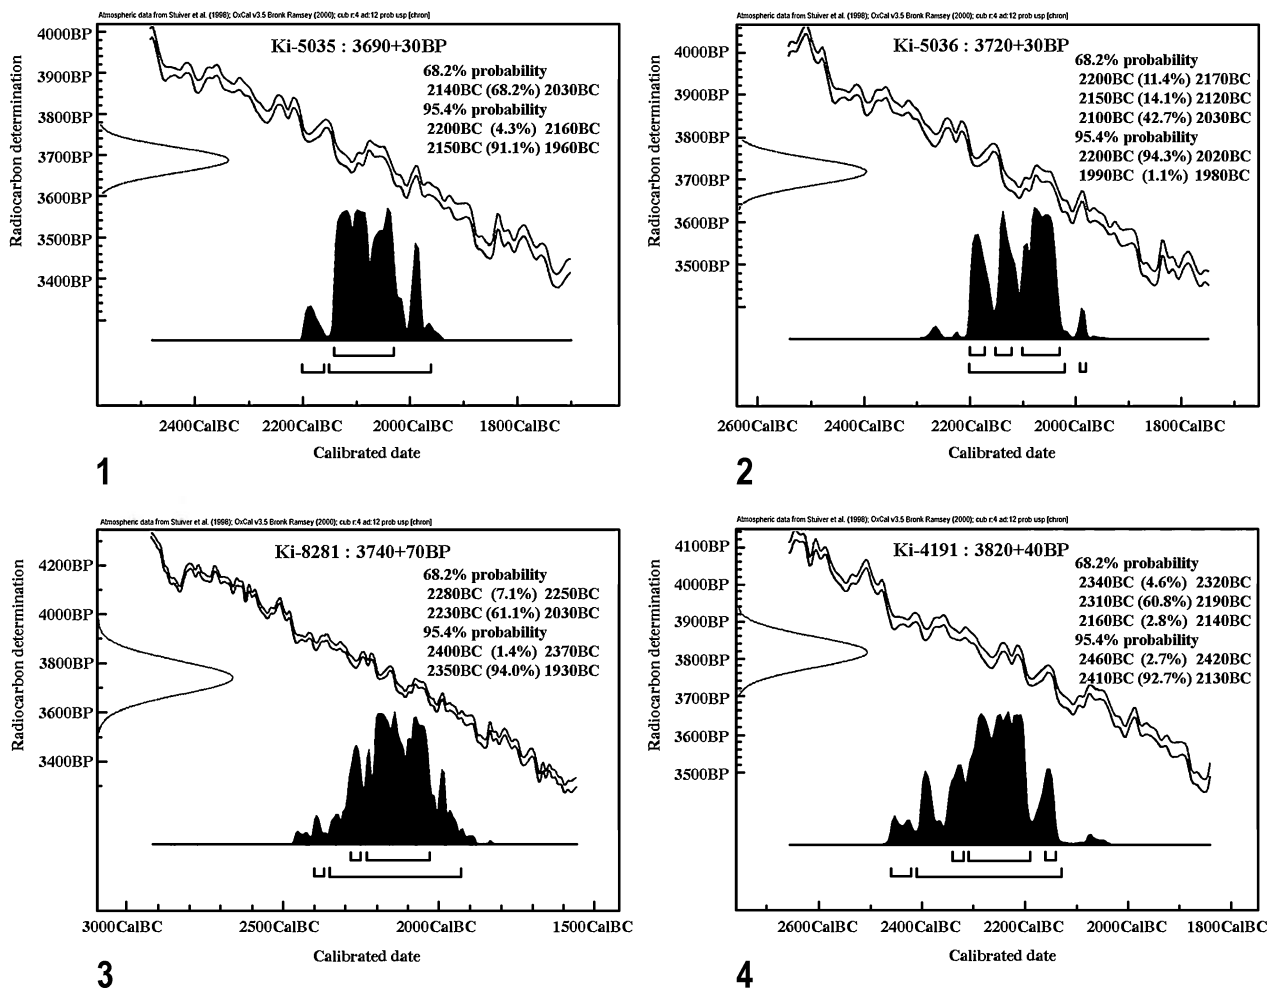 Atmospheric data from Stuiver et al. (1998); OxCal v3.5 Bronk Ramsey (2000); cub r:4 ad:12 prob usp [chron]
Ki-5035 : 3690+30BP
68.2% probability
2140BC (68.2%) 2030BC
95.4% probability
2200BC (4.3%) 2160BC
2150BC (91.1%) 1960BC
Radiocarbon determination
4000BP
3900BP
3800BP
3700BP
3600BP
3500BP
3400BP
2400CalBC 2200CalBC 2000CalBC 1800CalBC
Calibrated date
1
Atmospheric data from Stuiver et al. (1998); OxCal v3.5 Bronk Ramsey (2000); cub r:4 ad:12 prob usp [chron]
Ki-5036 : 3720+30BP
68.2% probability
2200BC (11.4%) 2170BC
2150BC (14.1%) 2120BC
2100BC (42.7%) 2030BC
95.4% probability
2200BC (94.3%) 2020BC
1990BC (1.1%) 1980BC
Radiocarbon determination
4000BP
3900BP
3800BP
3700BP
3600BP
3500BP
2600CalBC 2400CalBC 2200CalBC 2000CalBC 1800CalBC
Calibrated date
2
Atmospheric data from Stuiver et al. (1998); OxCal v3.5 Bronk Ramsey (2000); cub r:4 ad:12 prob usp [chron]
Ki-8281 : 3740+70BP
68.2% probability
2280BC (7.1%) 2250BC
2230BC (61.1%) 2030BC
95.4% probability
2400BC (1.4%) 2370BC
2350BC (94.0%) 1930BC
Radiocarbon determination
4200BP
4000BP
3800BP
3600BP
3400BP
3000CalBC 2500CalBC 2000CalBC 1500CalBC
Calibrated date
3
Atmospheric data from Stuiver et al. (1998); OxCal v3.5 Bronk Ramsey (2000); cub r:4 ad:12 prob usp [chron]
Ki-4191 : 3820+40BP
68.2% probability
2340BC (4.6%) 2320BC
2310BC (60.8%) 2190BC
2160BC (2.8%) 2140BC
95.4% probability
2460BC (2.7%) 2420BC
2410BC (92.7%) 2130BC
Radiocarbon determination
4100BP
4000BP
3900BP
3800BP
3700BP
3600BP
3500BP
2600CalBC 2400CalBC 2200CalBC 2000CalBC 1800CalBC
Calibrated date
4